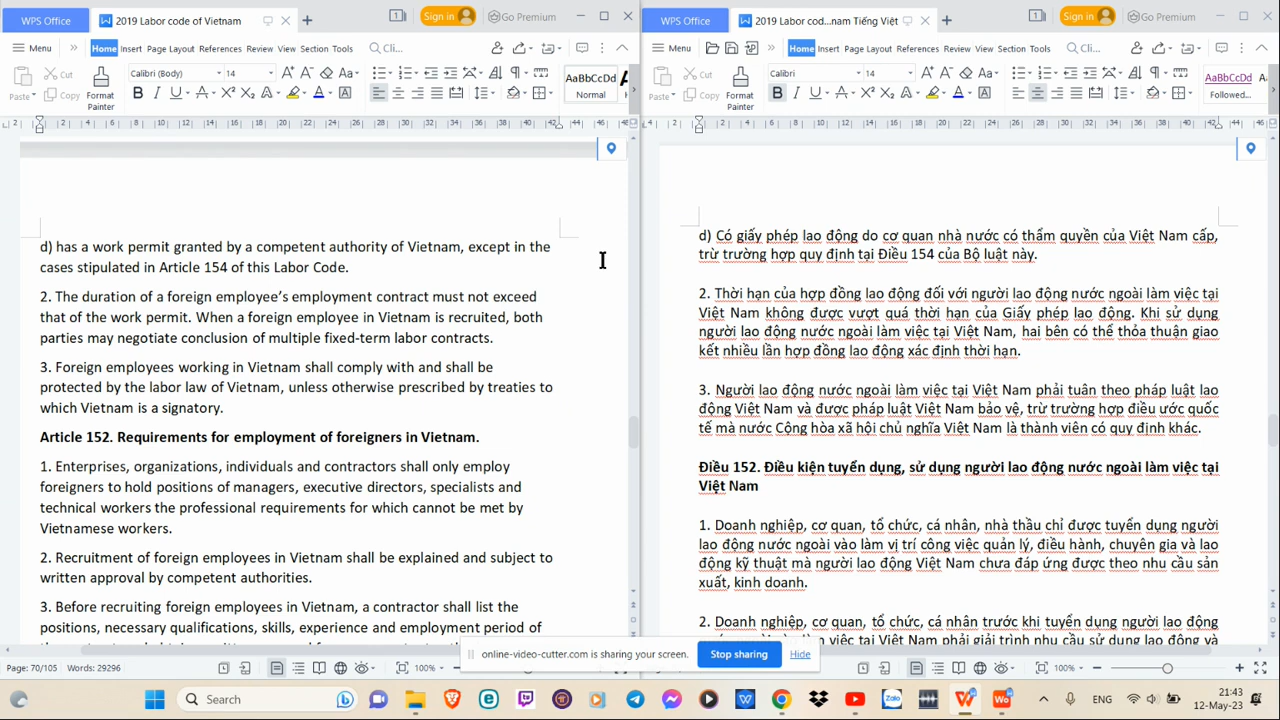 WPS Office
2019 Labor code of Vietnam
Sign in
Go Premium
Menu
Home
Insert
Page Layout
References
Review
View
Section
Tools
Cli...
Cut
Paste
Copy
Format
Painter
Calibri (Body)
14
AaBbCcDd
Normal
d) has a work permit granted by a competent authority of Vietnam, except in the
cases stipulated in Article 154 of this Labor Code.
2. The duration of a foreign employee's employment contract must not exceed
that of the work permit. When a foreign employee in Vietnam is recruited, both
parties may negotiate conclusion of multiple fixed-term labor contracts.
3. Foreign employees working in Vietnam shall comply with and shall be
protected by the labor law of Vietnam, unless otherwise prescribed by treaties to
which Vietnam is a signatory.
Article 152. Requirements for employment of foreigners in Vietnam.
1. Enterprises, organizations, individuals and contractors shall only employ
foreigners to hold positions of managers, executive directors, specialists and
technical workers the professional requirements for which cannot be met by
Vietnamese workers.
2. Recruitment of foreign employees in Vietnam shall be explained and subject to
written approval by competent authorities.
3. Before recruiting foreign employees in Vietnam, a contractor shall list the
positions, necessary qualifications, skills, experience and employment period of
Page: 70/105
Words: 29296
100%
WPS Office
2019 Labor cod...nam Tiếng Việt
Sign in
Go Premium
Menu
Home
Insert
Page Layout
References
View
Section
Tools
Cli...
Cut
Paste
Copy
Format
Painter
Calibri
14
AaBbCcDd
Followed...
d) Có giấy phép lao động do cơ quan nhà nước có thẩm quyền của Việt Nam cấp,
trừ trường hợp quy định tại Điều 154 của Bộ luật này.
2. Thời hạn của hợp đồng lao động đối với người lao động nước ngoài làm việc tại
Việt Nam không được vượt quá thời hạn của Giấy phép lao động. Khi sử dụng
người lao động nước ngoài làm việc tại Việt Nam, hai bên có thể thỏa thuận giao
kết nhiều lần hợp đồng lao động xác định thời hạn.
3. Người lao động nước ngoài làm việc tại Việt Nam phải tuân theo pháp luật lao
động Việt Nam và được pháp luật Việt Nam bảo vệ, trừ trường hợp điều ước quốc
tế mà nước Cộng hòa xã hội chủ nghĩa Việt Nam là thành viên có quy định khác.
Điều 152. Điều kiện tuyển dụng, sử dụng người lao động nước ngoài làm việc tại
Việt Nam
1. Doanh nghiệp, cơ quan, tổ chức, cá nhân, nhà thầu chỉ được tuyển dụng người
lao động nước ngoài vào làm vị trí công việc quản lý, điều hành, chuyên gia và lao
động kỹ thuật mà người lao động Việt Nam chưa đáp ứng được theo nhu cầu sản
xuất, kinh doanh.
2. Doanh nghiệp, cơ quan, tổ chức, cá nhân trước khi tuyển dụng người lao động
việc tại Việt Nam phải giải trình nhu cầu sử dụng lao động và
100%
online-video-cutter.com is sharing your screen.
Stop sharing
Hide
Search
Zalo
ENG
21:43
12-May-23